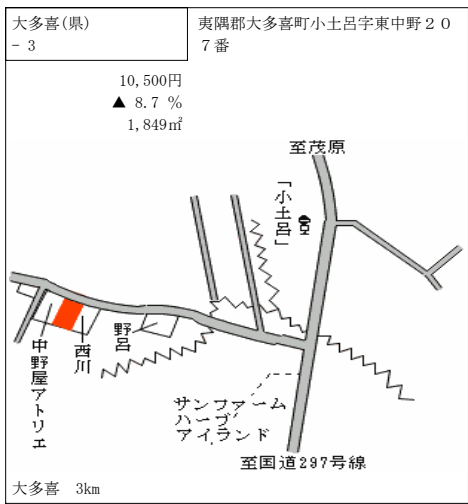 大多喜(県)
- 3
夷隅郡大多喜町小土呂字東中野20
7番
10,500円
▲ 8.7 %
1,849㎡
至茂原
「小土呂」
中野屋アトリエ
西川
野呂
サンファーム
ハーブ
アイランド
至国道297号線
大多喜 3km